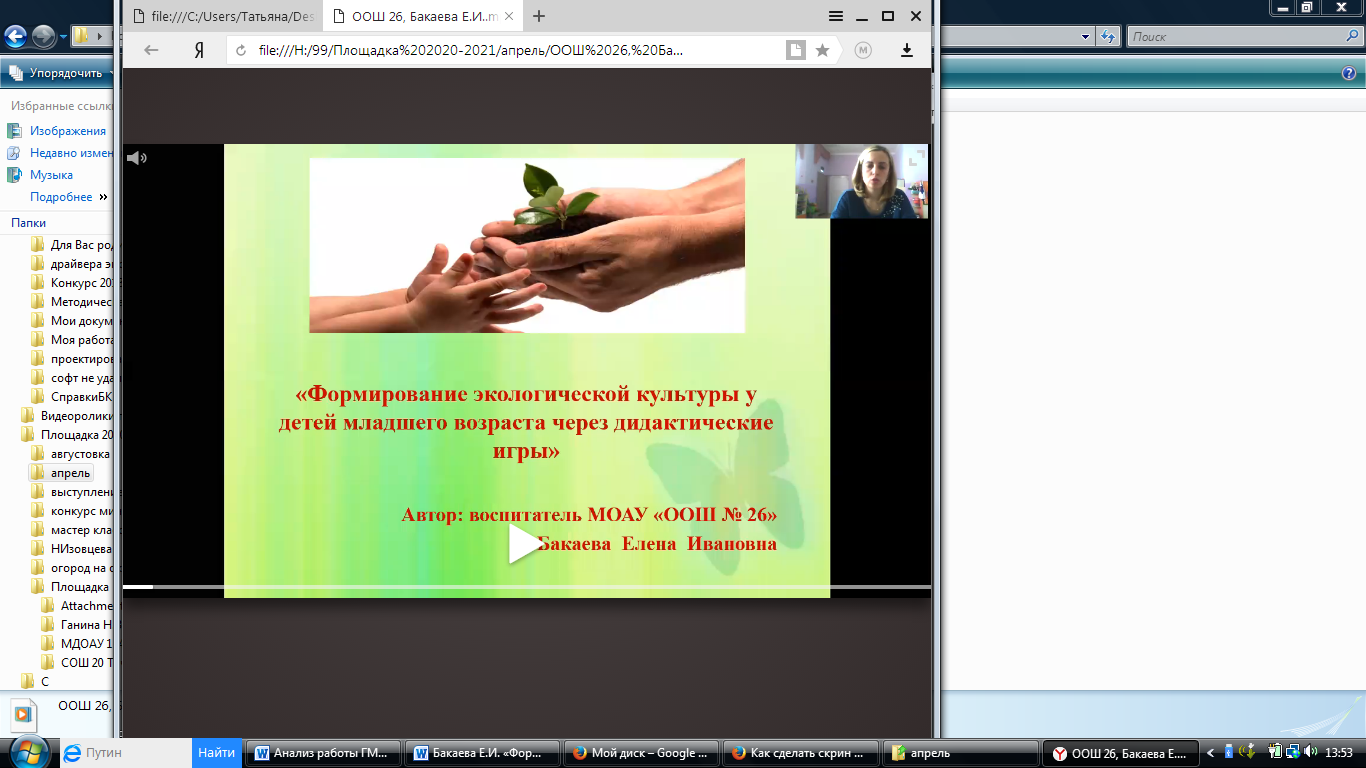 file:///C:/Users/Татьяна/Des
ООШ 26, Бакаева Е.И..m
file:///H:/99/Площадка%202020-2021/апрель/ООШ%2026,%20Ба...
Поиск
Упорядочить
Избранные ссылк
Изображения
Недавно измен
Музыка
Подробнее »
Папки
Для Вас род
драйвера эк
Конкурс 20
Методичес
Мои докум
Моя работа
проектиров
софт не уда
СправкиБК
Видеоролики
Площадка 20
августовка
апрель
выступлени
конкурс ми
мастер клас
НИзовцева
огород на о
Площадка
Attachme
Ганина Н
МДОАУ 1
СОШ 20 Т
С
ООШ 26,
«Формирование экологической культуры у
детей младшего возраста через дидактические
игры»
Автор: воспитатель МОАУ «ООШ № 26»
Бакаева Елена Ивановна
Путин
Найти
Анализ работы ГМ...
Бакаева Е.И. «Фор...
Мой диск – Google ...
Как сделать скрин ...
апрель
ООШ 26, Бакаева Е....
13:53